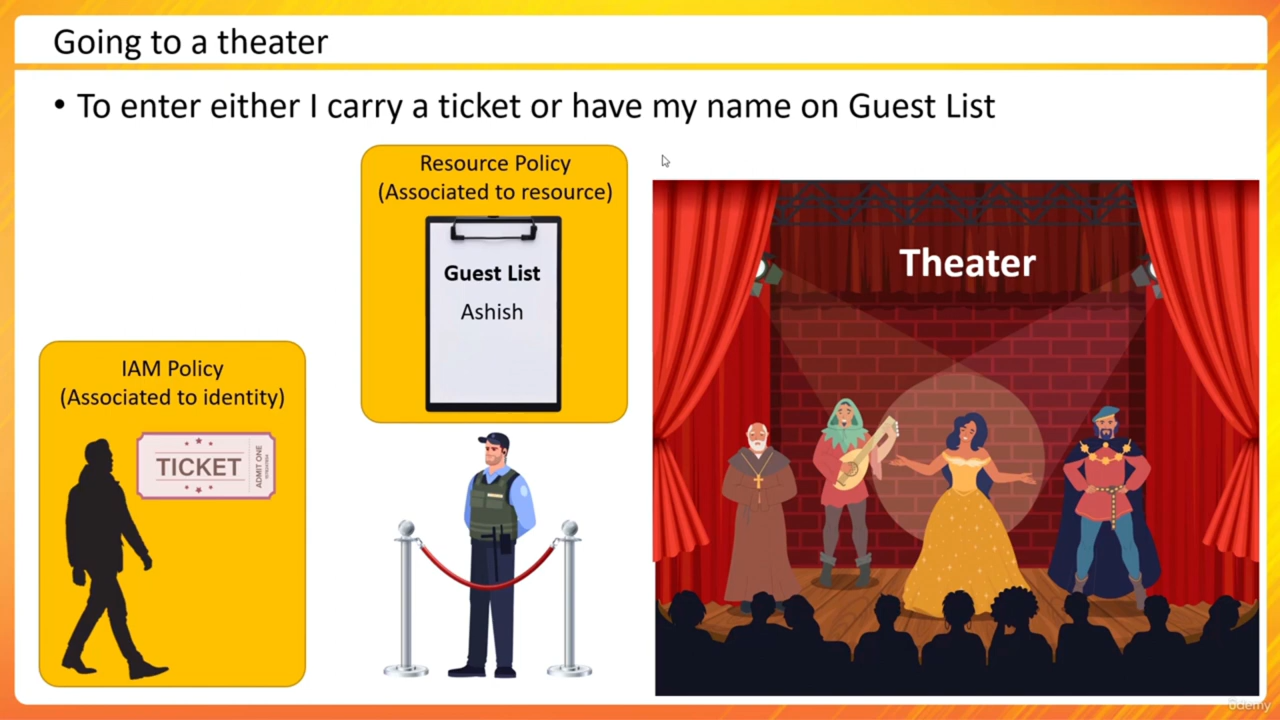 Going to a theater
• To enter either I carry a ticket or have my name on Guest List
Resource Policy
(Associated to resource)
Guest List
Ashish
Theater
IAM Policy
(Associated to identity)
TICKET
ADMIT ONE
ûdemy